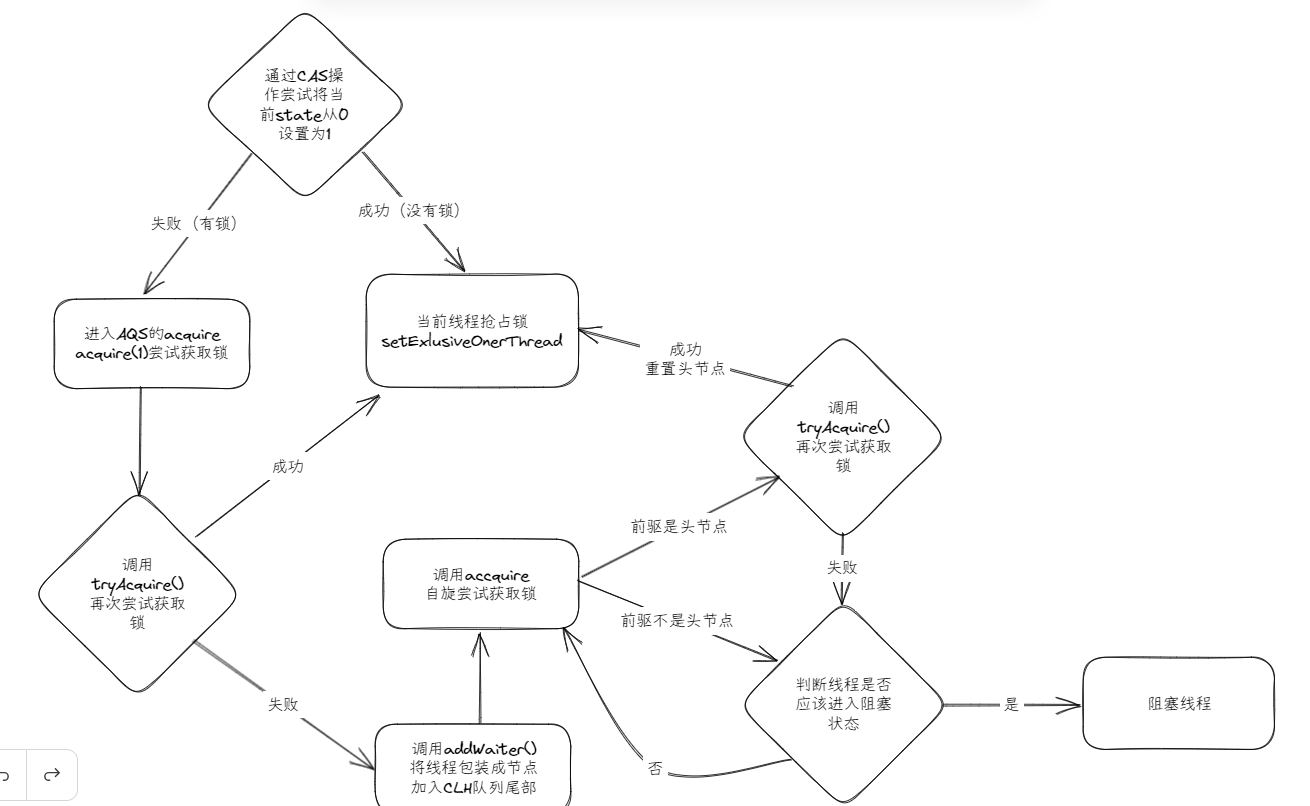 通过CAS操
作尝试将当
前state从0
设置为1
失败（有锁）
成功（没有锁）
进入AQS的acquire
acquire(1)尝试获取锁
当前线程抢占锁
setExlusiveOnerThread
成功
重置头节点
调用
tryAcquire()
再次尝试获取
锁
成功
前驱是头节点
调用
tryAcquire()
再次尝试获取
锁
调用accquire
自旋尝试获取锁
失败
前驱不是头节点
失败
判断线程是否
应该进入阻塞
状态
是
阻塞线程
调用addWaiter()
将线程包装成节点
加入CLH队列尾部
否